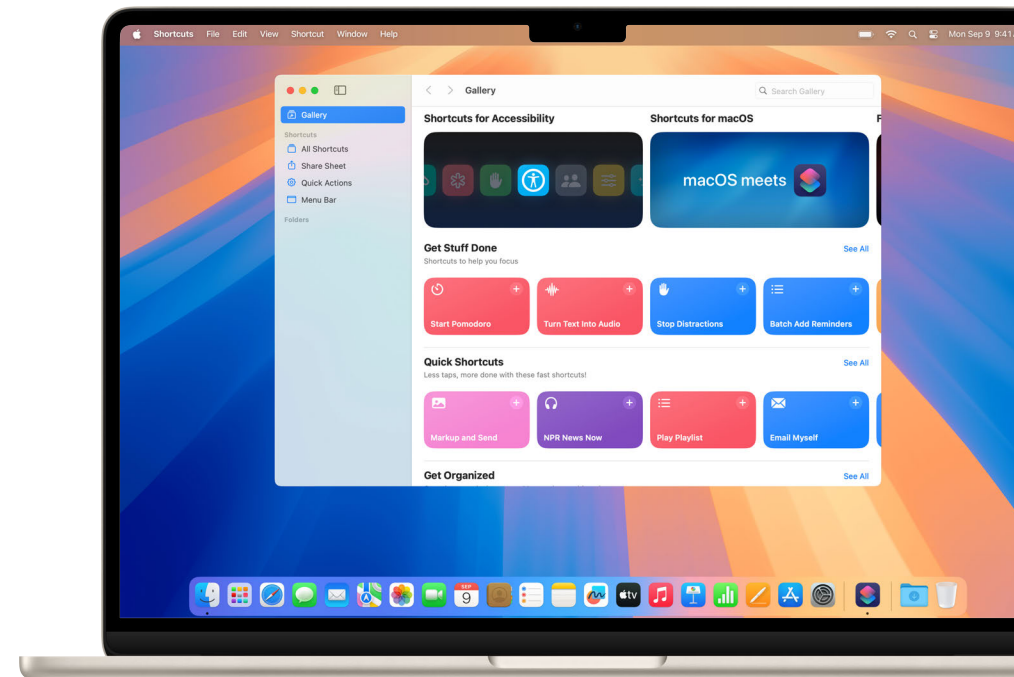 Shortcuts File Edit View Shortcut Window Help
Mon Sep 9 9:41
Gallery
Search Gallery
Gallery
Shortcuts
All Shortcuts
Share Sheet
Quick Actions
Menu Bar
Folders
Shortcuts for Accessibility
Shortcuts for macOS
F
macOS meets
Get Stuff Done
See All
Shortcuts to help you focus
Start Pomodoro
Turn Text Into Audio
Stop Distractions
Batch Add Reminders
Quick Shortcuts
See All
Less taps, more done with these fast shortcuts!
Markup and Send
NPR News Now
Play Playlist
Email Myself
Get Organized
See All
SEP
9
tv